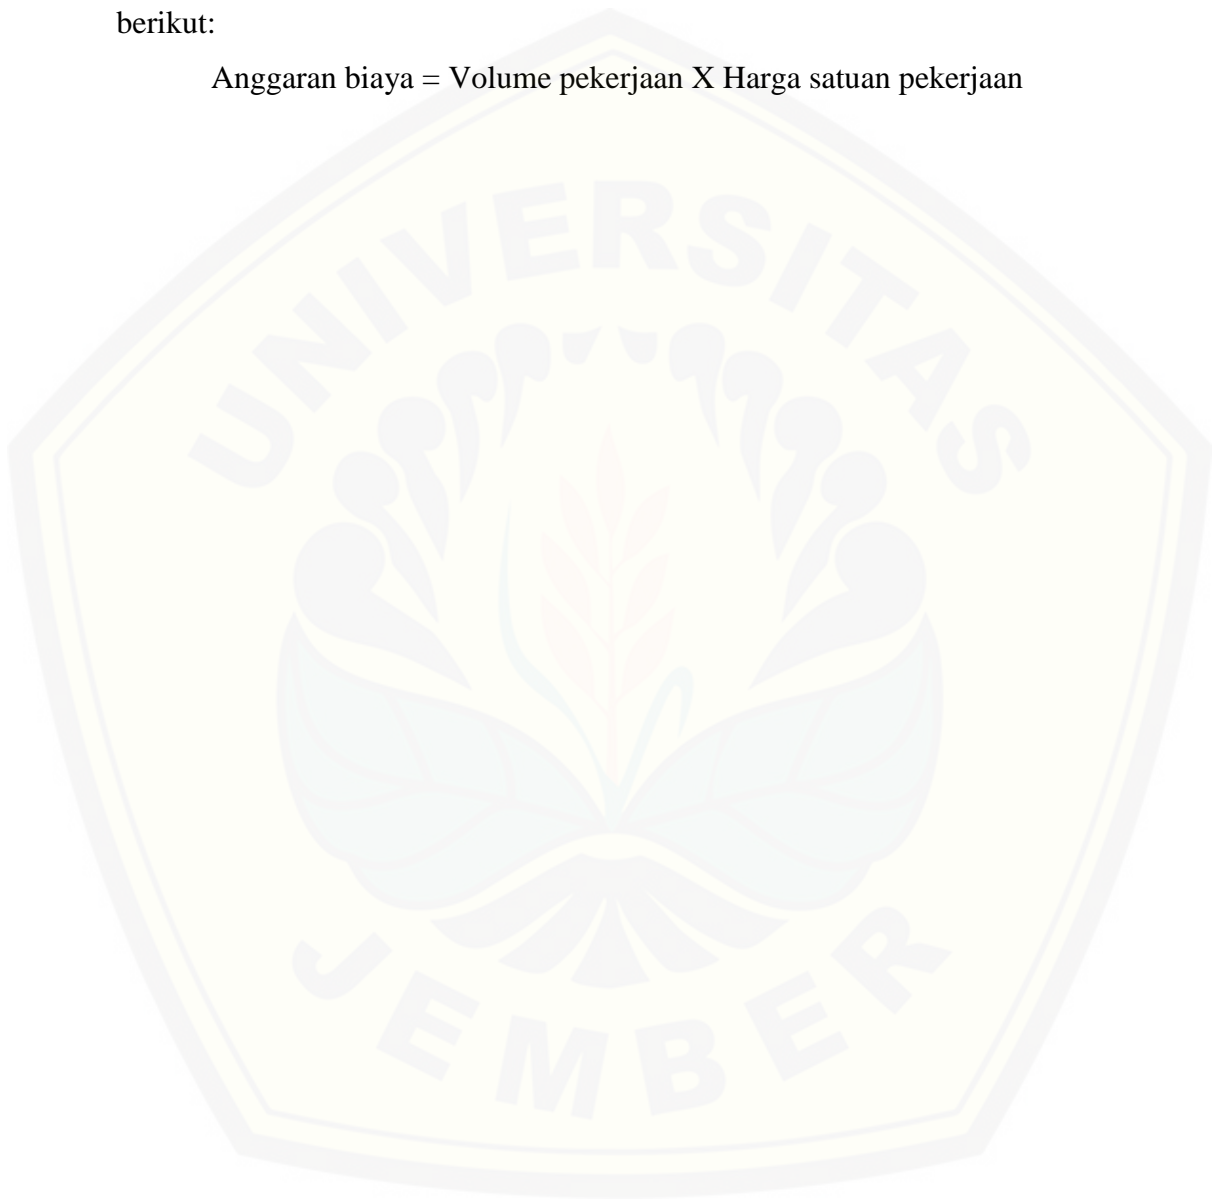 berikut:
Anggaran biaya = Volume pekerjaan X Harga satuan pekerjaan
UNIVERSITAS
JEMBER